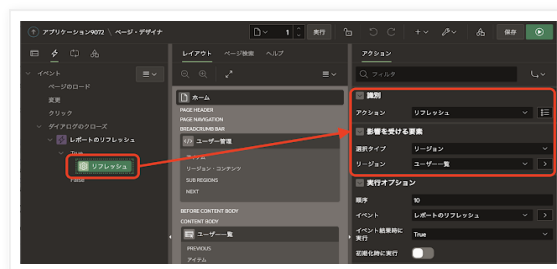 アプリケーション9072 \ ページ・デザイナ
1
実行
保存
イベント
ページのロード
変更
クリック
ダイアログのクローズ
レポートのリフレッシュ
True
リフレッシュ
False
レイアウト
ページ検索
ヘルプ
ホーム
PAGE HEADER
PAGE NAVIGATION
BREADCRUMB BAR
ユーザー管理
リージョン・コンテンツ
SUB REGIONS
NEXT
BEFORE CONTENT BODY
CONTENT BODY
ユーザー一覧
PREVIOUS
アイテム
アクション
フィルタ
識別
アクション
リフレッシュ
影響を受ける要素
選択タイプ
リージョン
リージョン
ユーザー一覧
実行オプション
順序
10
イベント
レポートのリフレッシュ
イベント結果時に実行
True
初期化時に実行